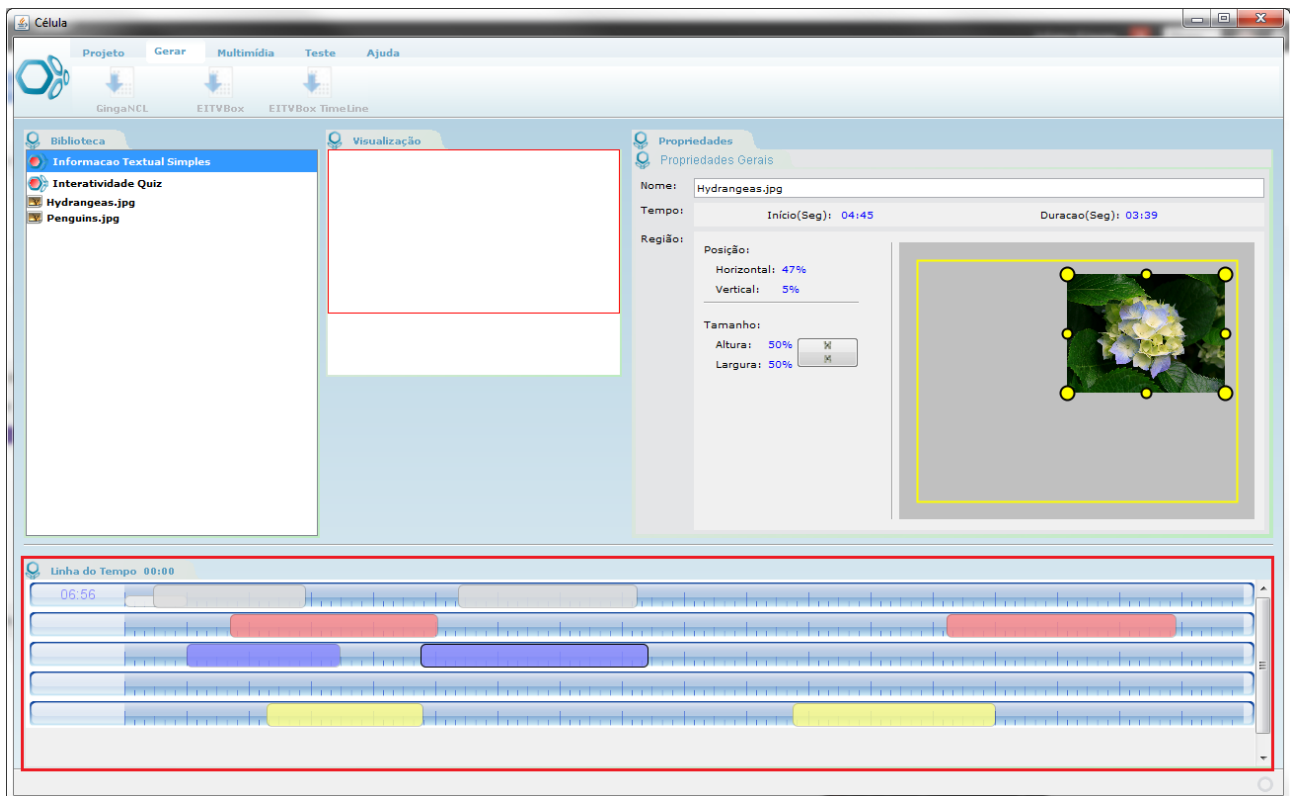 Célula
Projeto Gerar Multimídia Teste Ajuda
GingaNCL EITVBox EITVBox TimeLine
Biblioteca
Informacao Textual Simples
Interatividade Quiz
Hydrangeas.jpg
Penguins.jpg
Visualização
Propriedades
Propriedades Gerais
Nome: Hydrangeas.jpg
Tempo: Início(Seg): 04:45 Duracao(Seg): 03:39
Região:
Posição:
Horizontal: 47%
Vertical: 5%
Tamanho:
Altura: 50%
Largura: 50%
Linha do Tempo 00:00
06:56